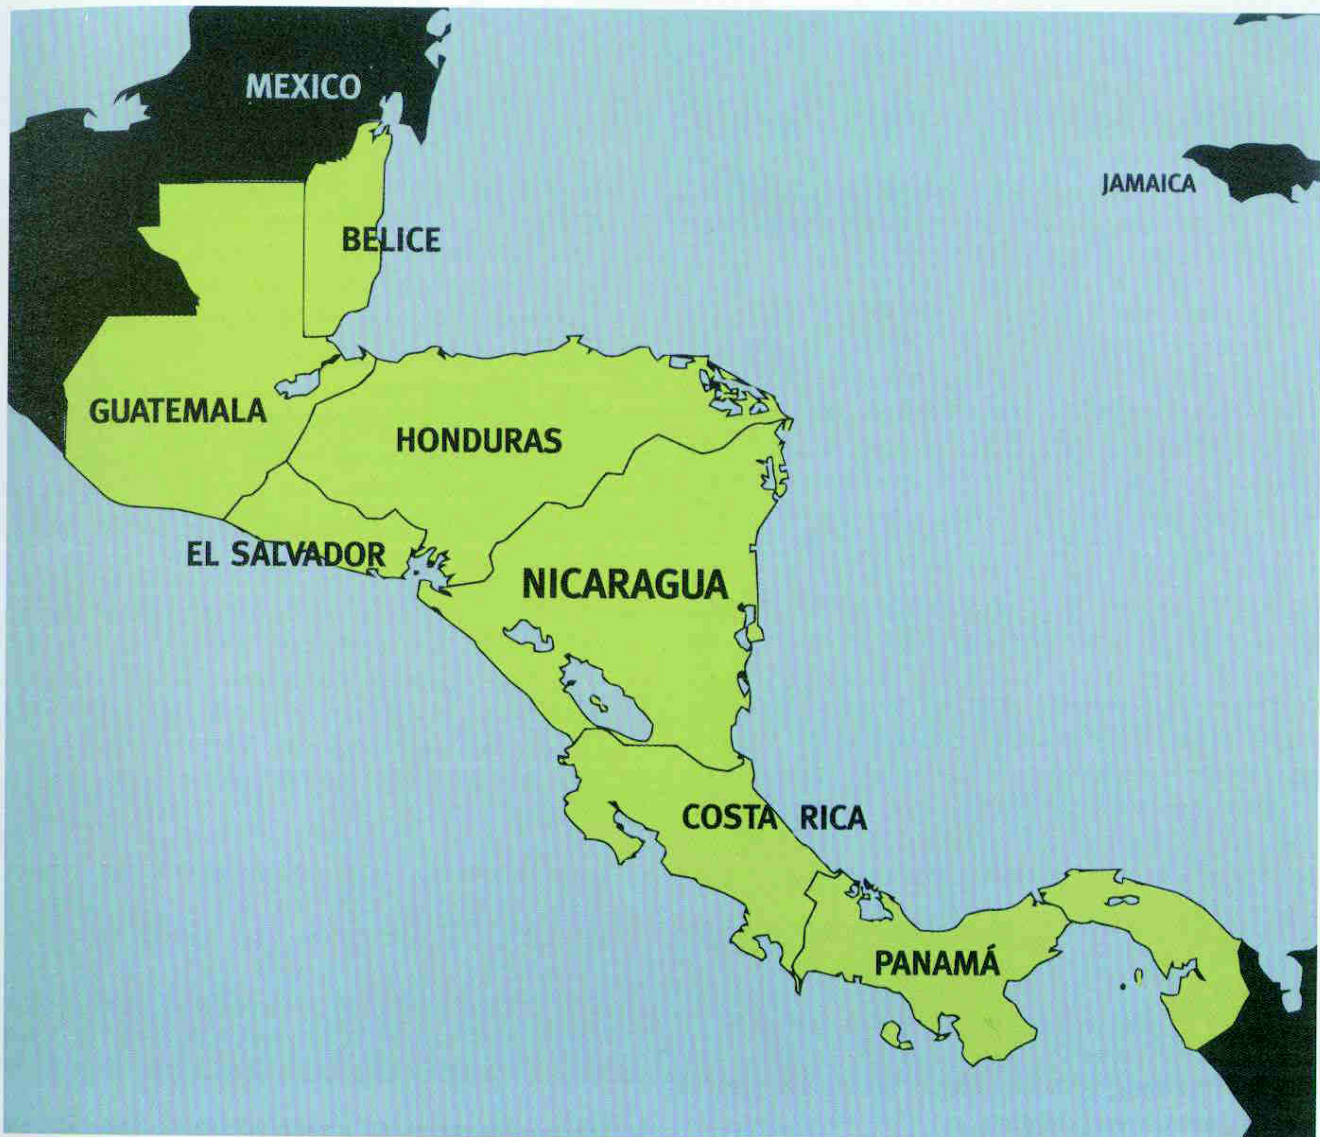 MEXICO
JAMAICA
BELICE
GUATEMALA
HONDURAS
EL SALVADOR
NICARAGUA
COSTA RICA
PANAMÁ